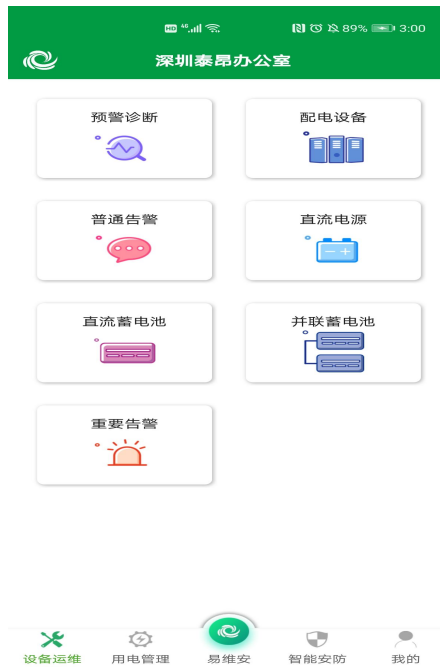 HD 4G 89% 3:00
深圳泰昂办公室
预警诊断 配电设备
普通告警 直流电源
直流蓄电池 并联蓄电池
重要告警
设备运维 用电管理 易维安 智能安防 我的